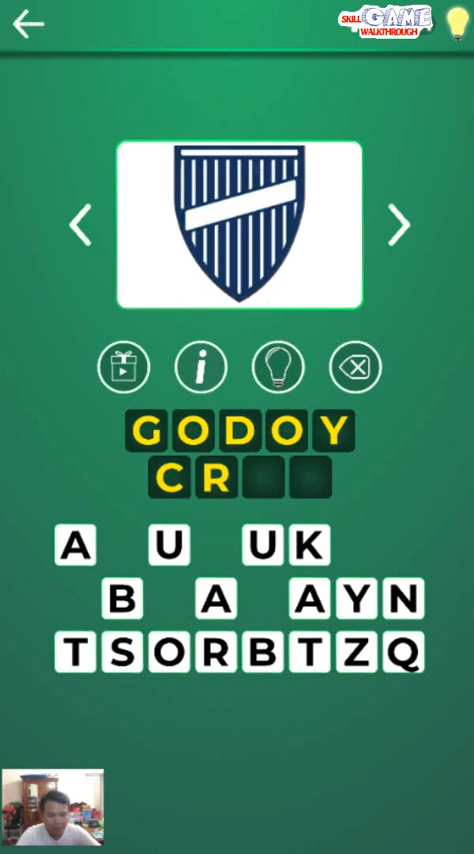 SKILL GAME
WALKTHROUGH
i
GODOY
CR
A U UK
B A AYN
TSORBTZQ